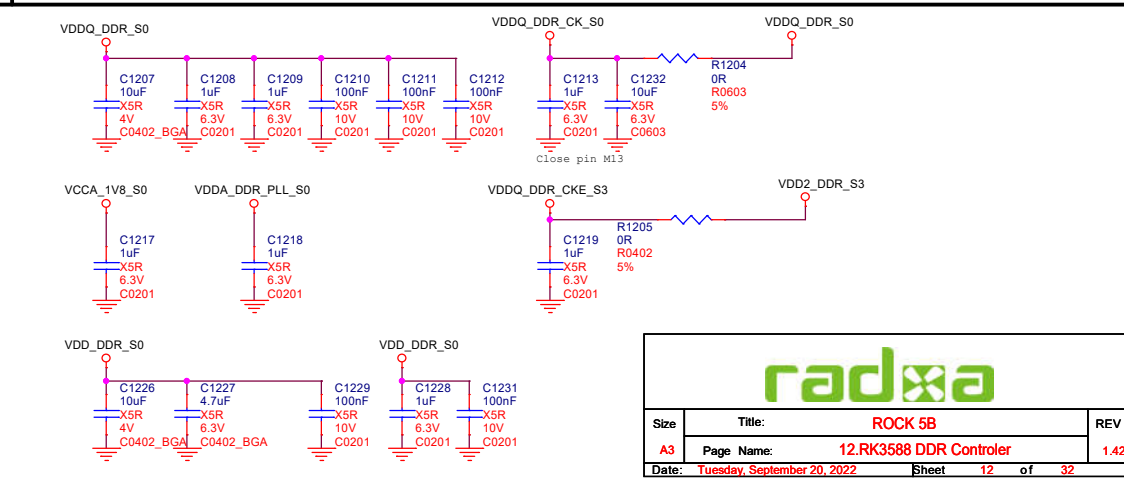 VDDQ_DDR_S0
C1207
10uF
X5R
4V
C0402_BGA
C1208
1uF
X5R
6.3V
C0201
C1209
1uF
X5R
6.3V
C0201
C1210
100nF
X5R
10V
C0201
C1211
100nF
X5R
10V
C0201
C1212
100nF
X5R
10V
C0201
VDDQ_DDR_CK_S0
VDDQ_DDR_S0
C1213
1uF
X5R
6.3V
C0201
C1232
10uF
X5R
6.3V
C0603
R1204
0R
R0603
5%
Close pin M13
VCCA_1V8_S0
C1217
1uF
X5R
6.3V
C0201
VDDA_DDR_PLL_S0
C1218
1uF
X5R
6.3V
C0201
VDDQ_DDR_CKE_S3
VDD2_DDR_S3
C1219
1uF
X5R
6.3V
C0201
R1205
0R
R0402
5%
VDD_DDR_S0
C1226
10uF
X5R
4V
C0402_BGA
C1227
4.7uF
X5R
6.3V
C0402_BGA
C1229
100nF
X5R
10V
C0201
VDD_DDR_S0
C1228
1uF
X5R
6.3V
C0201
C1231
100nF
X5R
10V
C0201
radxa
Size Title: ROCK 5B REV
A3 Page Name: 12.RK3588 DDR Controler 1.42
Date: Tuesday, September 20, 2022 Sheet 12 of 32